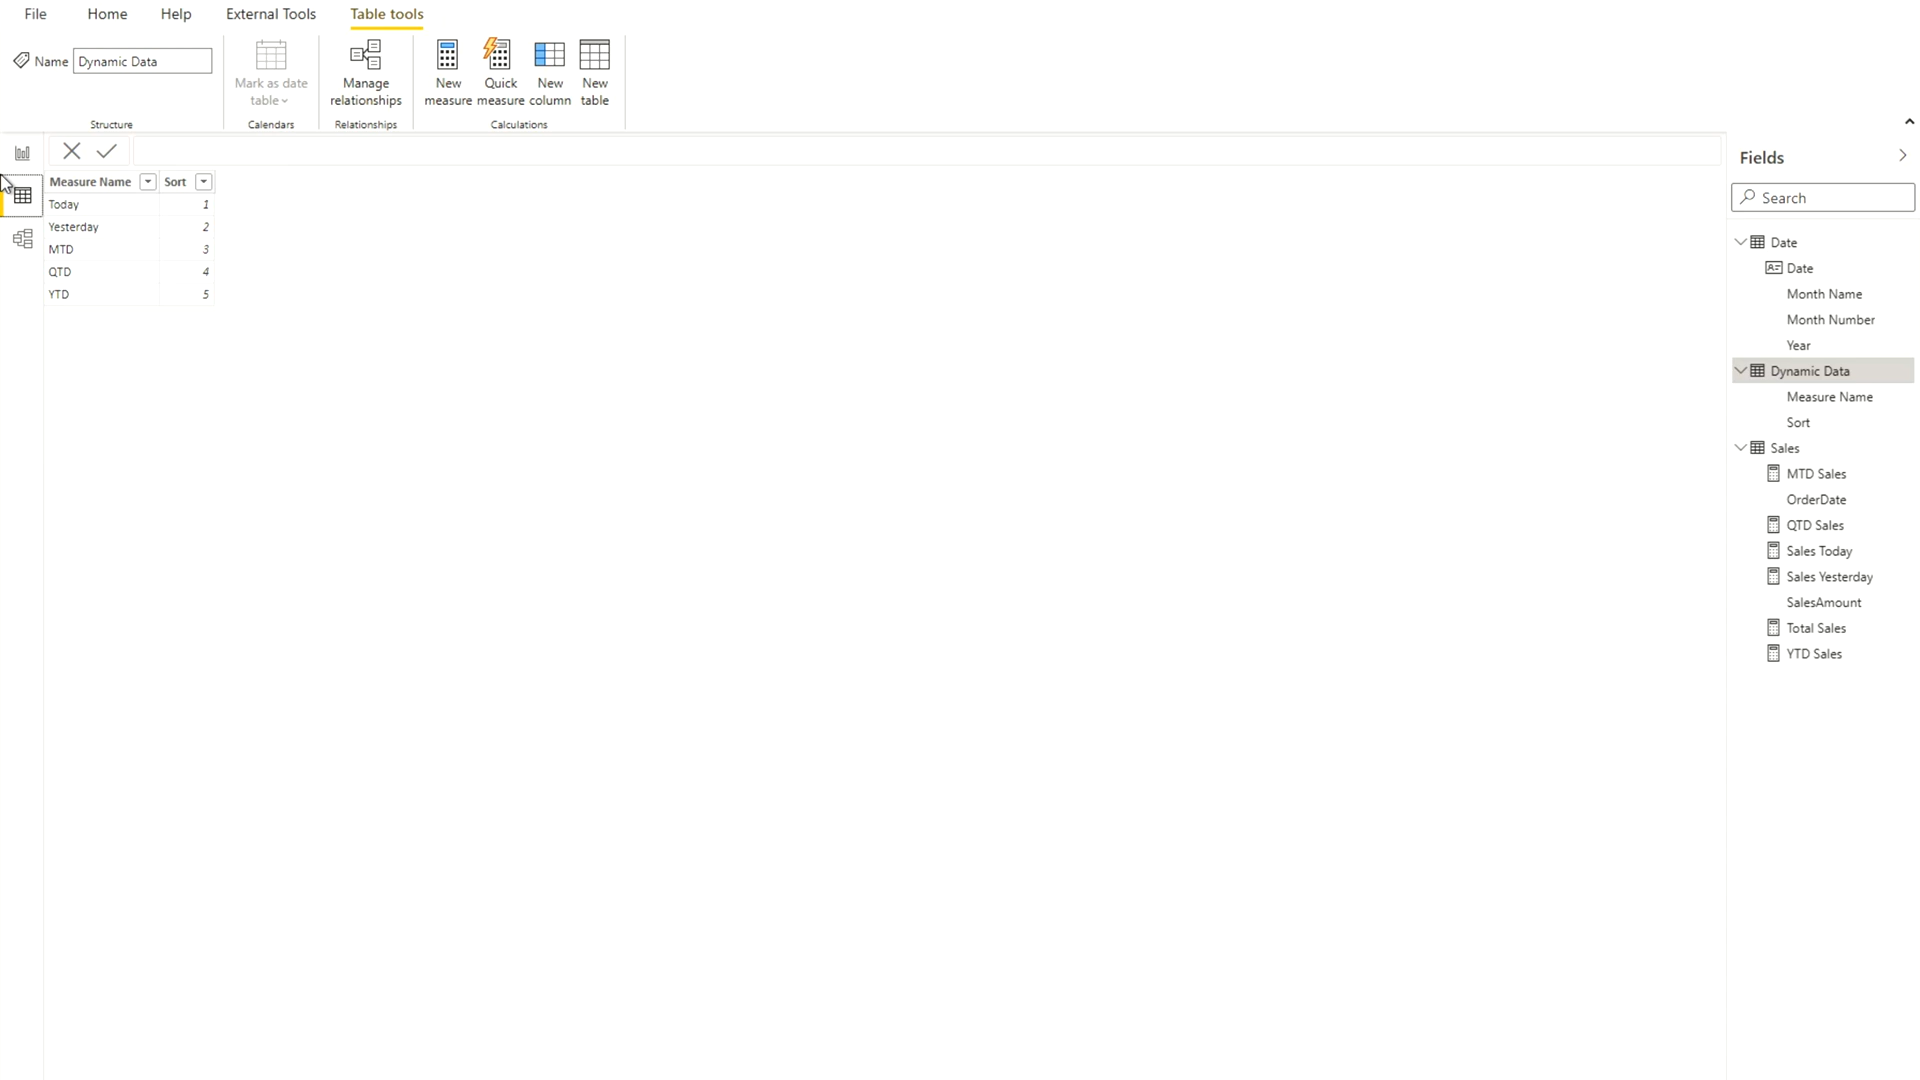 File Home Help External Tools Table tools
Name Dynamic Data
Mark as date table
Manage relationships
New measure
Quick measure
New column
New table
Structure Calendars Relationships Calculations
Measure Name Sort
Today 1
Yesterday 2
MTD 3
QTD 4
YTD 5
Fields
Search
Date
Date
Month Name
Month Number
Year
Dynamic Data
Measure Name
Sort
Sales
MTD Sales
OrderDate
QTD Sales
Sales Today
Sales Yesterday
SalesAmount
Total Sales
YTD Sales